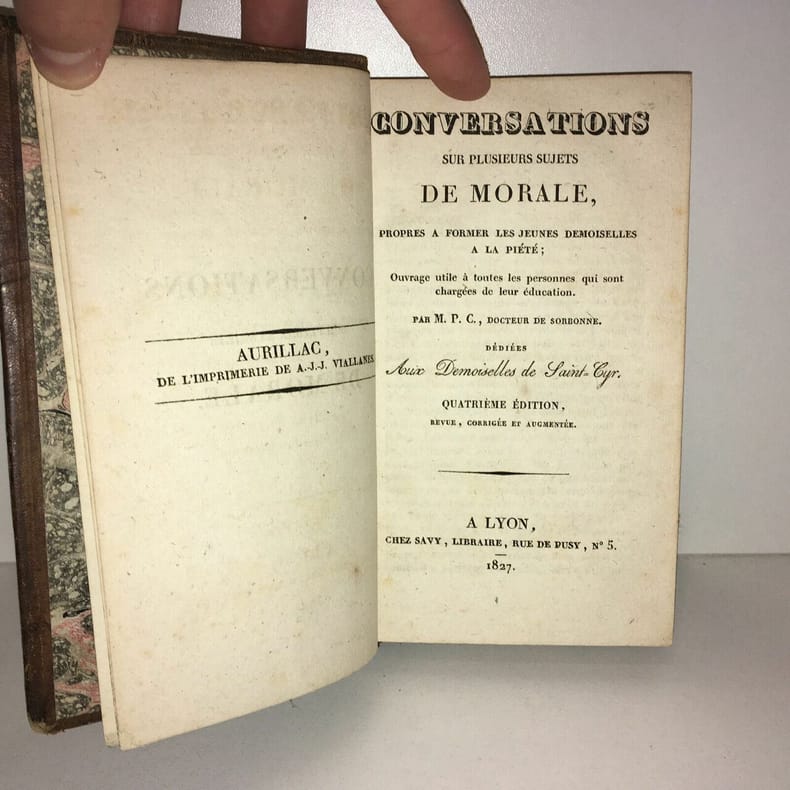 AURILLAC,
DE L'IMPRIMERIE DE A.-J.-J. VIALLANES.
CONVERSATIONS
SUR PLUSIEURS SUJETS
DE MORALE,
PROPRES A FORMER LES JEUNES DEMOISELLES
A LA PIÉTÉ;
Ouvrage utile à toutes les personnes qui sont
chargées de leur éducation.
PAR M. P. C., DOCTEUR DE SORBONNE.
DÉDIÉES
Aux Demoiselles de Saint-Cyr.
QUATRIÈME ÉDITION,
REVUE, CORRIGÉE ET AUGMENTÉE.
A LYON,
CHEZ SAVY, LIBRAIRE, RUE DE PUSY, N° 5.
1827.